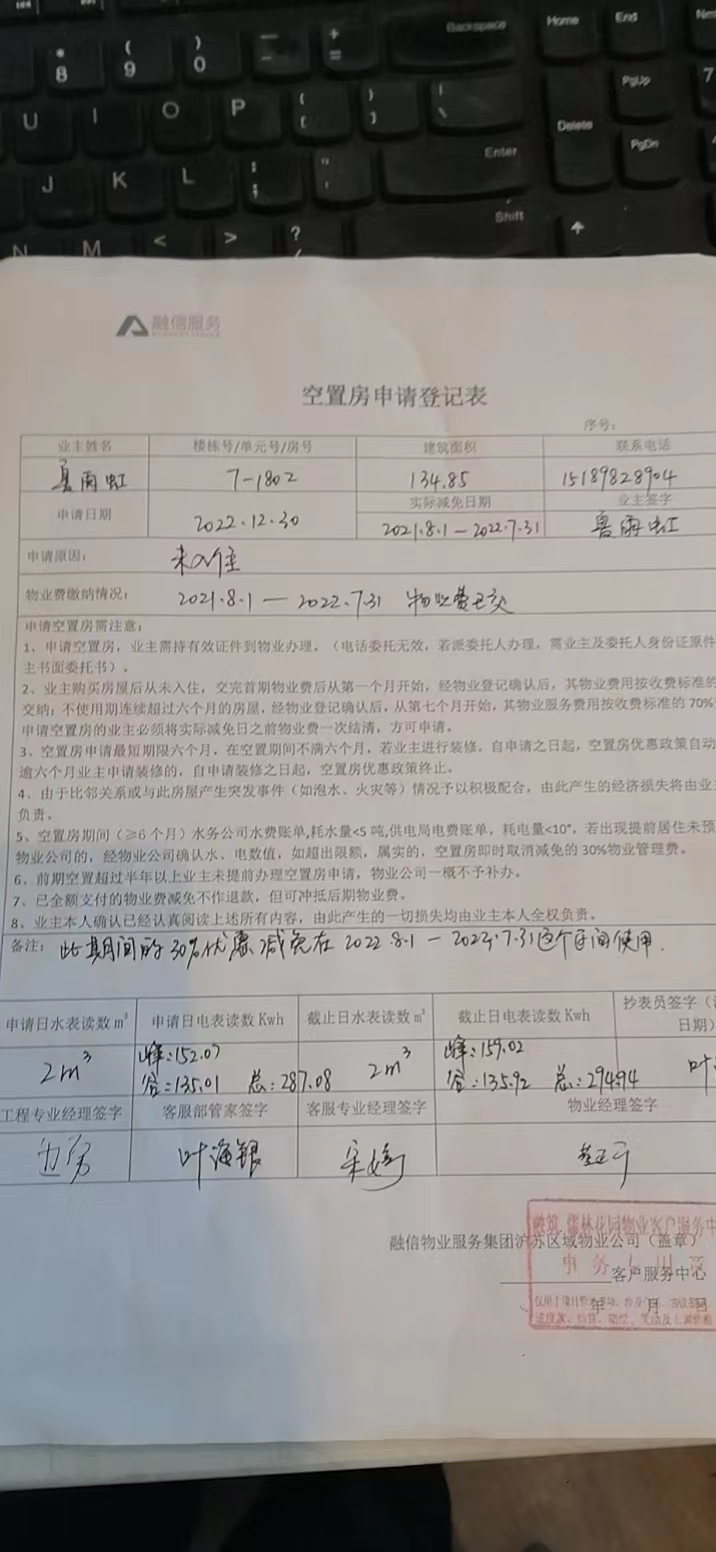 *
8
(
9
)
0
—
-
+
=
Backspace
Home
End
U
I
O
P
{
[
}
]
|
\
Delete
PgUp
7
J
K
L
:
;
"
'
Enter
PgDn
N
M
<
>
?
/
Shift
融信服务
空置房申请登记表
序号：
业主姓名 楼栋号/单元号/房号 建筑面积 联系电话
鲁雨虹 7-1802 134.85 15189828904
申请日期 2022.12.30 实际减免日期 业主签字
2021.8.1—2022.7.31 鲁雨虹
申请原因： 未入住
物业费缴纳情况： 2021.8.1—2022.7.31 物业费已交
申请空置房需注意：
1、申请空置房，业主需持有效证件到物业办理。（电话委托无效，若派委托人办理，需业主及委托人身份证原件
主书面委托书）。
2、业主购买房屋后从未入住，交完首期物业费后从第一个月开始，经物业登记确认后，其物业费用按收费标准的
交纳；不使用期连续超过六个月的房屋，经物业登记确认后，从第七个月开始，其物业服务费用按收费标准的 70%
申请空置房的业主必须将实际减免日之前物业费一次结清，方可申请。
3、空置房申请最短期限六个月，在空置期间不满六个月，若业主进行装修，自申请之日起，空置房优惠政策自动
逾六个月业主申请装修的，自申请装修之日起，空置房优惠政策终止。
4、由于比邻关系或与此房屋产生突发事件（如泡水、火灾等）情况予以积极配合，由此产生的经济损失将由业
负责。
5、空置房期间（≥6 个月）水务公司水费账单,耗水量<5 吨,供电局电费账单，耗电量<10°，若出现提前居住未预
物业公司的，经物业公司确认水、电数值，如超出限额，属实的，空置房即时取消减免的 30%物业管理费。
6、前期空置超过半年以上业主未提前办理空置房申请，物业公司一概不予补办。
7、已全额支付的物业费减免不作退款，但可冲抵后期物业费。
8、业主本人确认已经认真阅读上述所有内容，由此产生的一切损失均由业主本人全权负责。
备注： 此期间的30%优惠减免在2022.8.1—2023.7.31这个区间使用.
申请日水表读数 m³ 申请日电表读数 Kwh 截止日水表读数 m³ 截止日电表读数 Kwh 抄表员签字（
日期）
2m³ 峰:152.07 2m³ 峰:159.02
谷:135.01 总:287.08 谷:135.92 总:294.94 叶
工程专业经理签字 客服部管家签字 客服专业经理签字 物业经理签字
边勇 叶海银
融信物业服务集团沪苏区域物业公司（盖章）
客户服务中心
年 月 日
儒林花园物业客户服务中